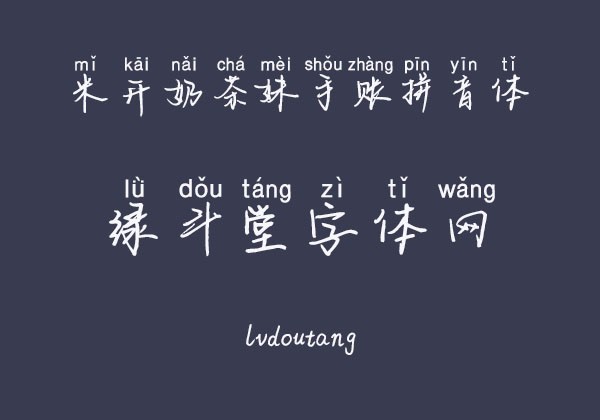 mǐ kāi nǎi chá mèi shǒu zhàng pīn yīn tǐ
米开奶茶妹手账拼音体
lǜ dǒu táng zì tǐ wǎng
绿斗堂字体网
lvdoutang